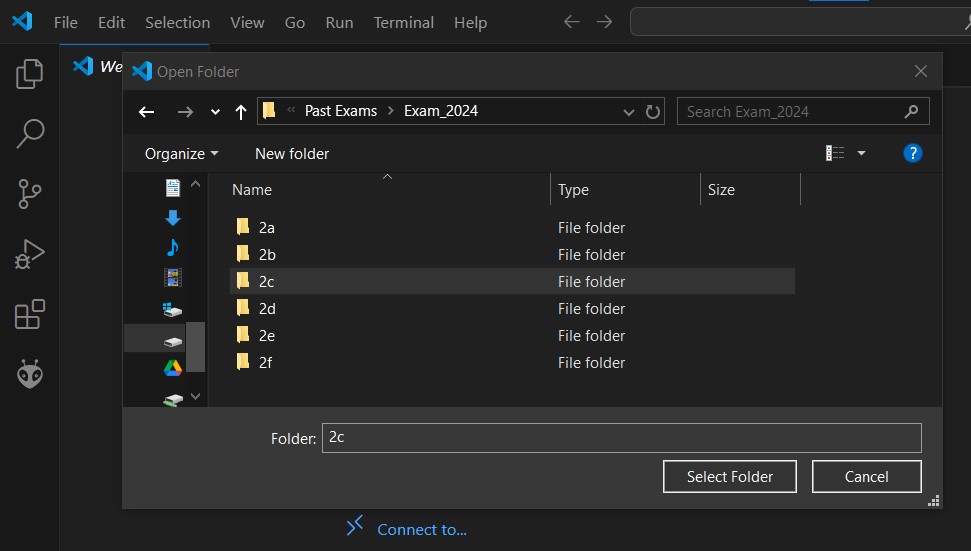 File Edit Selection View Go Run Terminal Help
We
Open Folder
« Past Exams > Exam_2024
Search Exam_2024
Organize New folder
?
Name Type Size
2a File folder
2b File folder
2c File folder
2d File folder
2e File folder
2f File folder
Folder: 2c
Select Folder Cancel
Connect to...